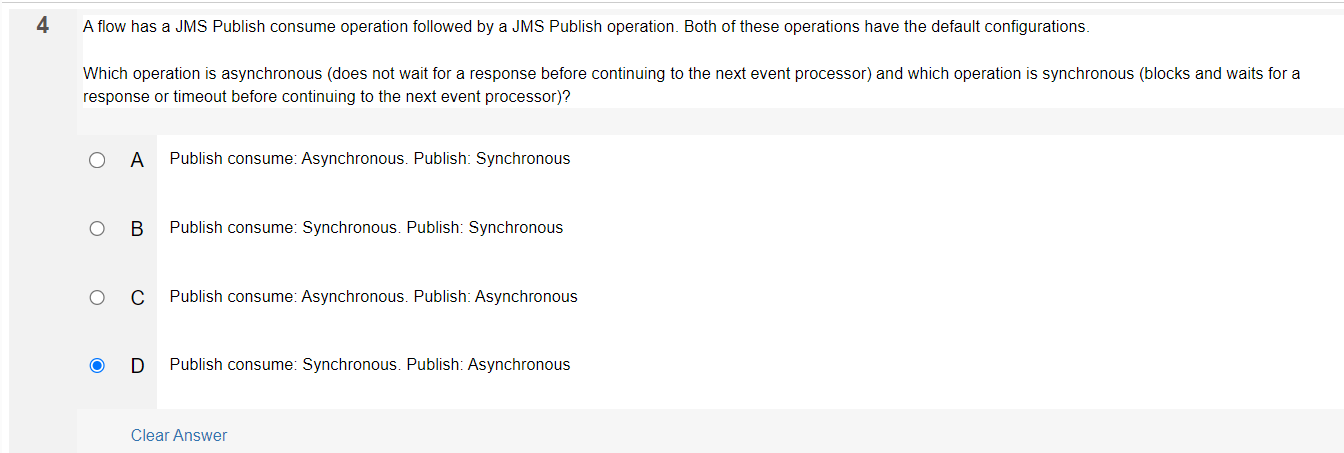 4
A flow has a JMS Publish consume operation followed by a JMS Publish operation. Both of these operations have the default configurations.
Which operation is asynchronous (does not wait for a response before continuing to the next event processor) and which operation is synchronous (blocks and waits for a
response or timeout before continuing to the next event processor)?
A Publish consume: Asynchronous. Publish: Synchronous
B Publish consume: Synchronous. Publish: Synchronous
C Publish consume: Asynchronous. Publish: Asynchronous
D Publish consume: Synchronous. Publish: Asynchronous
Clear Answer